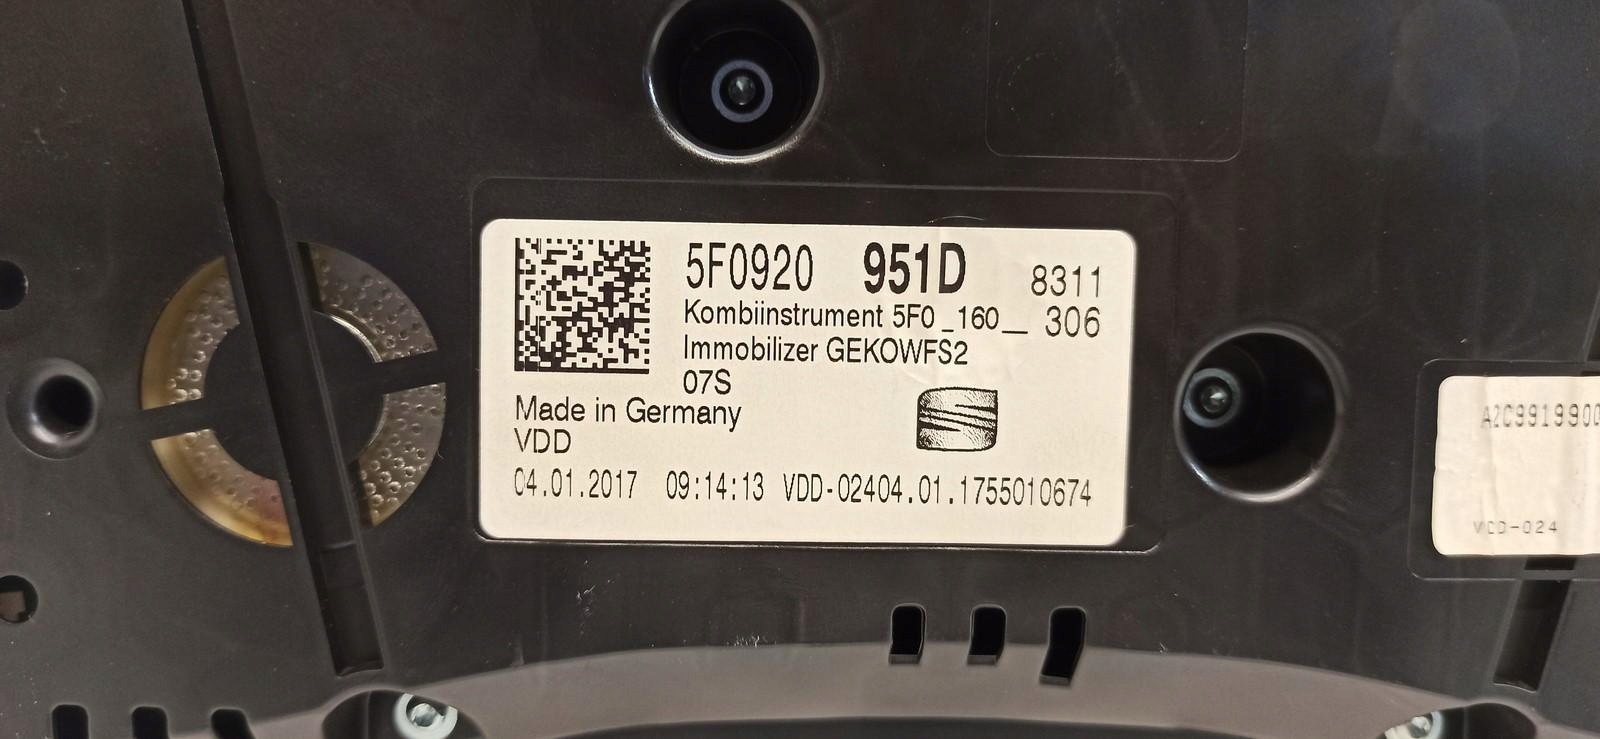 5F0920 951D 8311
Kombiinstrument 5F0_160__ 306
Immobilizer GEKOWFS2
07S
Made in Germany
VDD
04.01.2017 09:14:13 VDD-02404.01.1755010674
A2C9919900
VDD-024